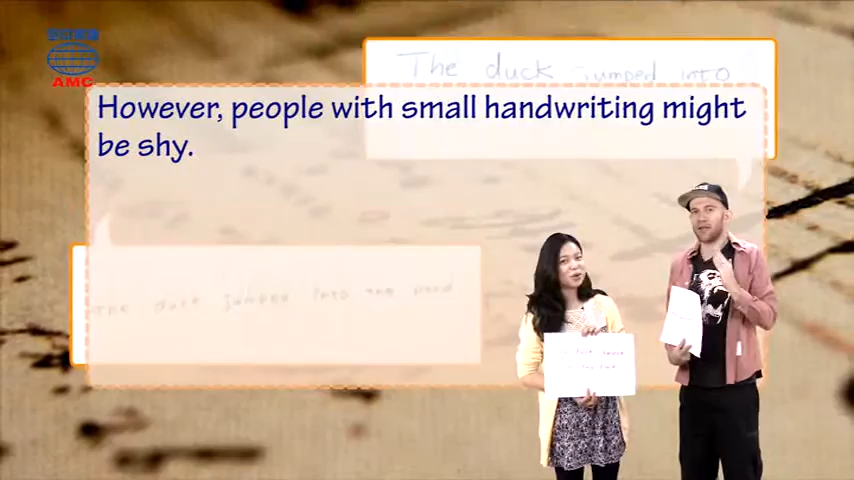 AMC
The duck jumped into
However, people with small handwriting might
be shy.
The duck jumped into the pond